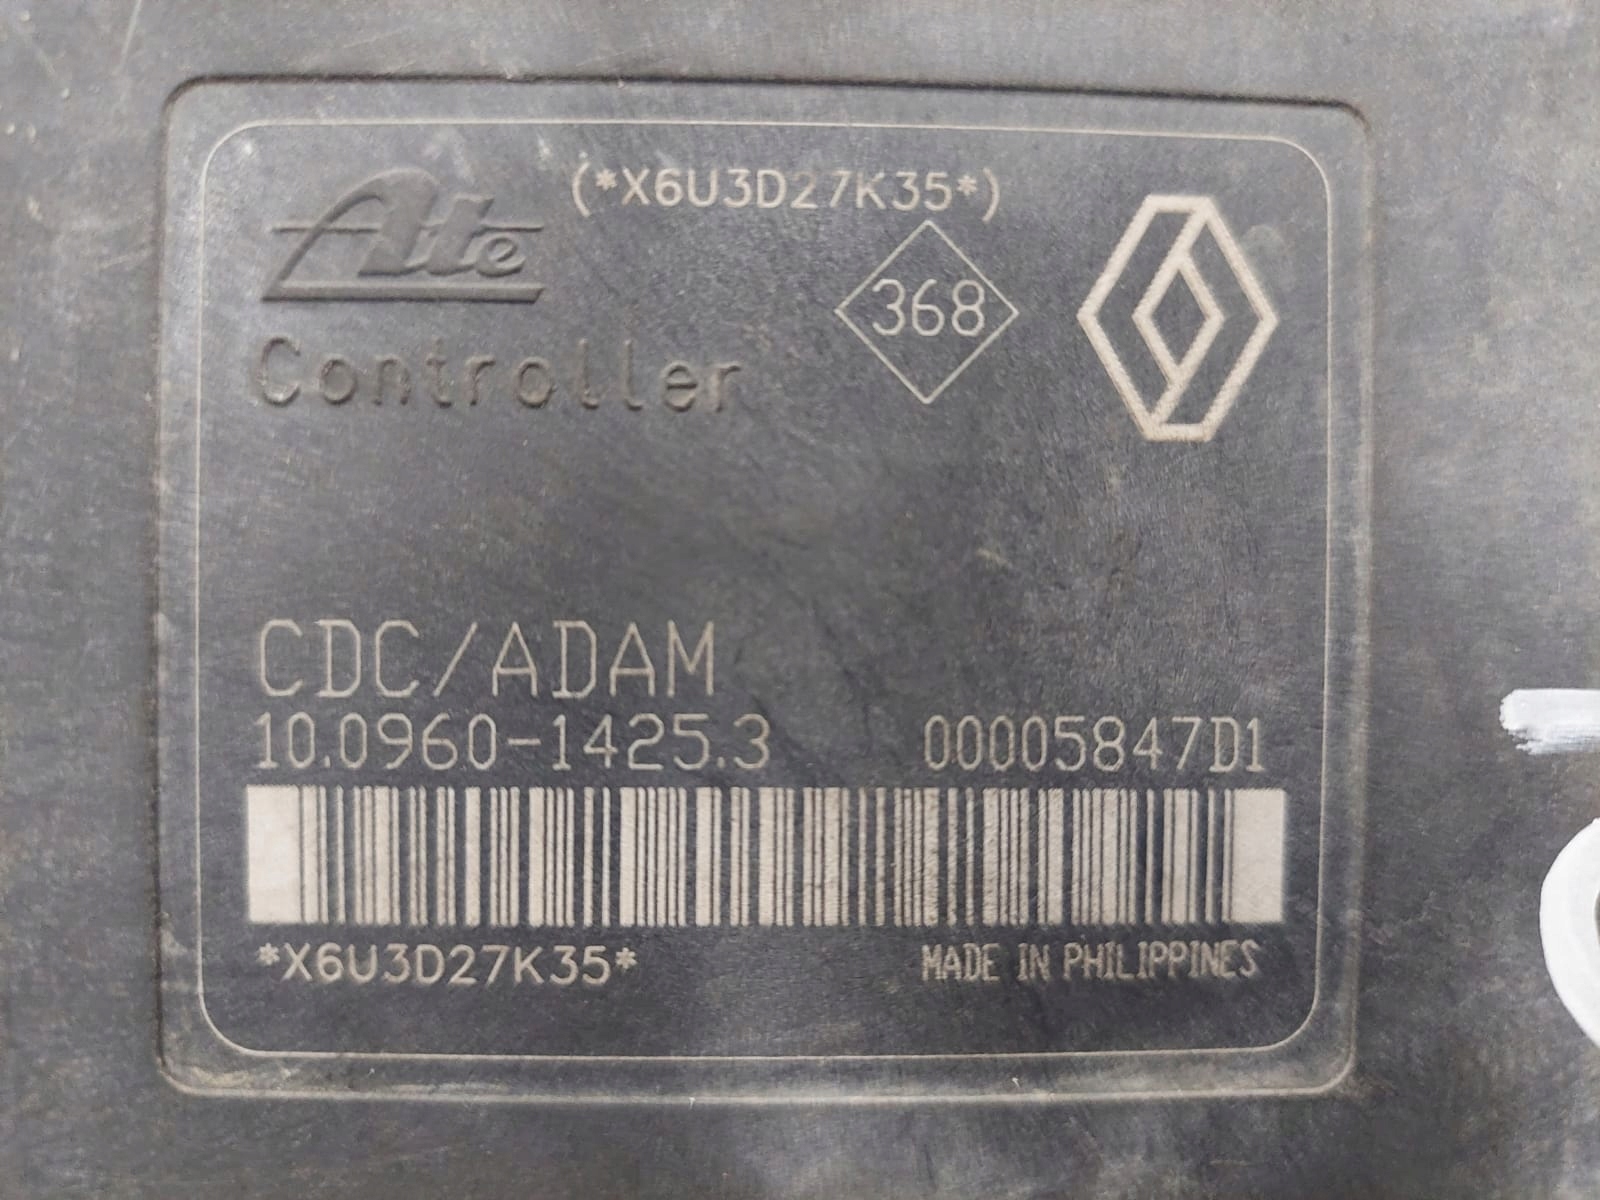 (*X6U3D27K35*)
Ate
368
Controller
CDC/ADAM
10.0960-1425.3 00005847D1
*X6U3D27K35* MADE IN PHILIPPINES